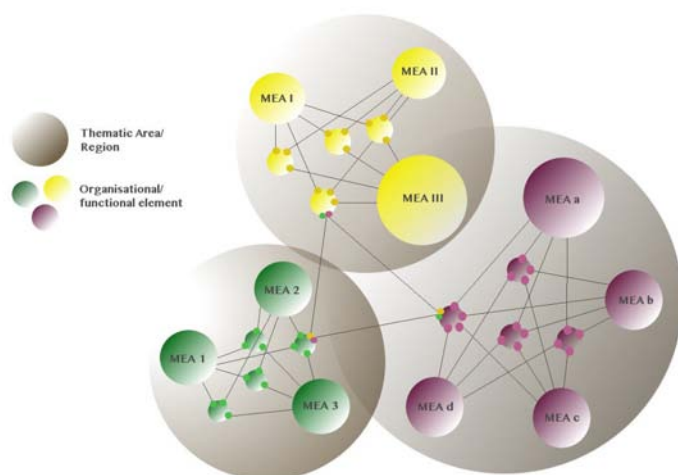 MEA II
MEA I
Thematic Area/
Region
Organisational/
functional element
MEA III
MEA a
MEA 2
MEA b
MEA 1
MEA 3
MEA d
MEA c